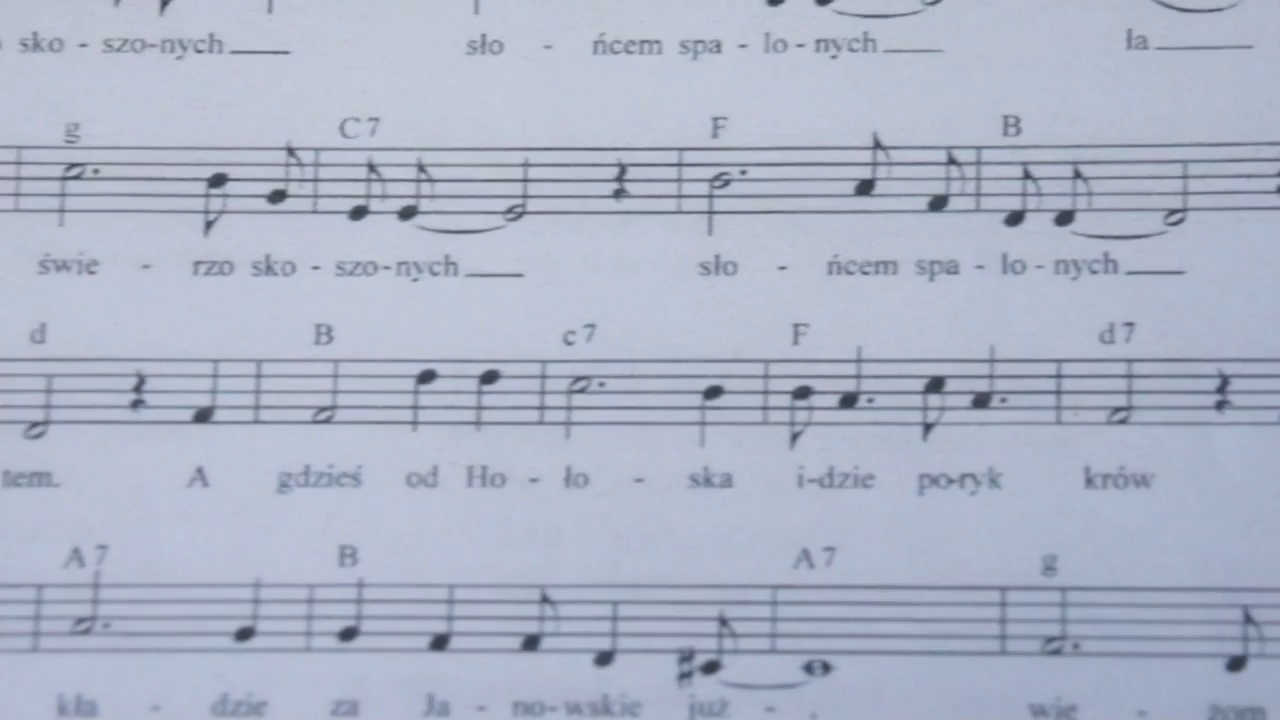 sko - szo-nych sło - ńcem spa - lo - nych ła
g C7 F B
świe - rzo sko - szo-nych sło - ńcem spa - lo - nych
d B c7 F d7
tem. A gdzieś od Ho - ło - ska i-dzie po-ryk krów
A7 B A7 g
kła - dzie za Ja - no-wskie już - . wie - zom